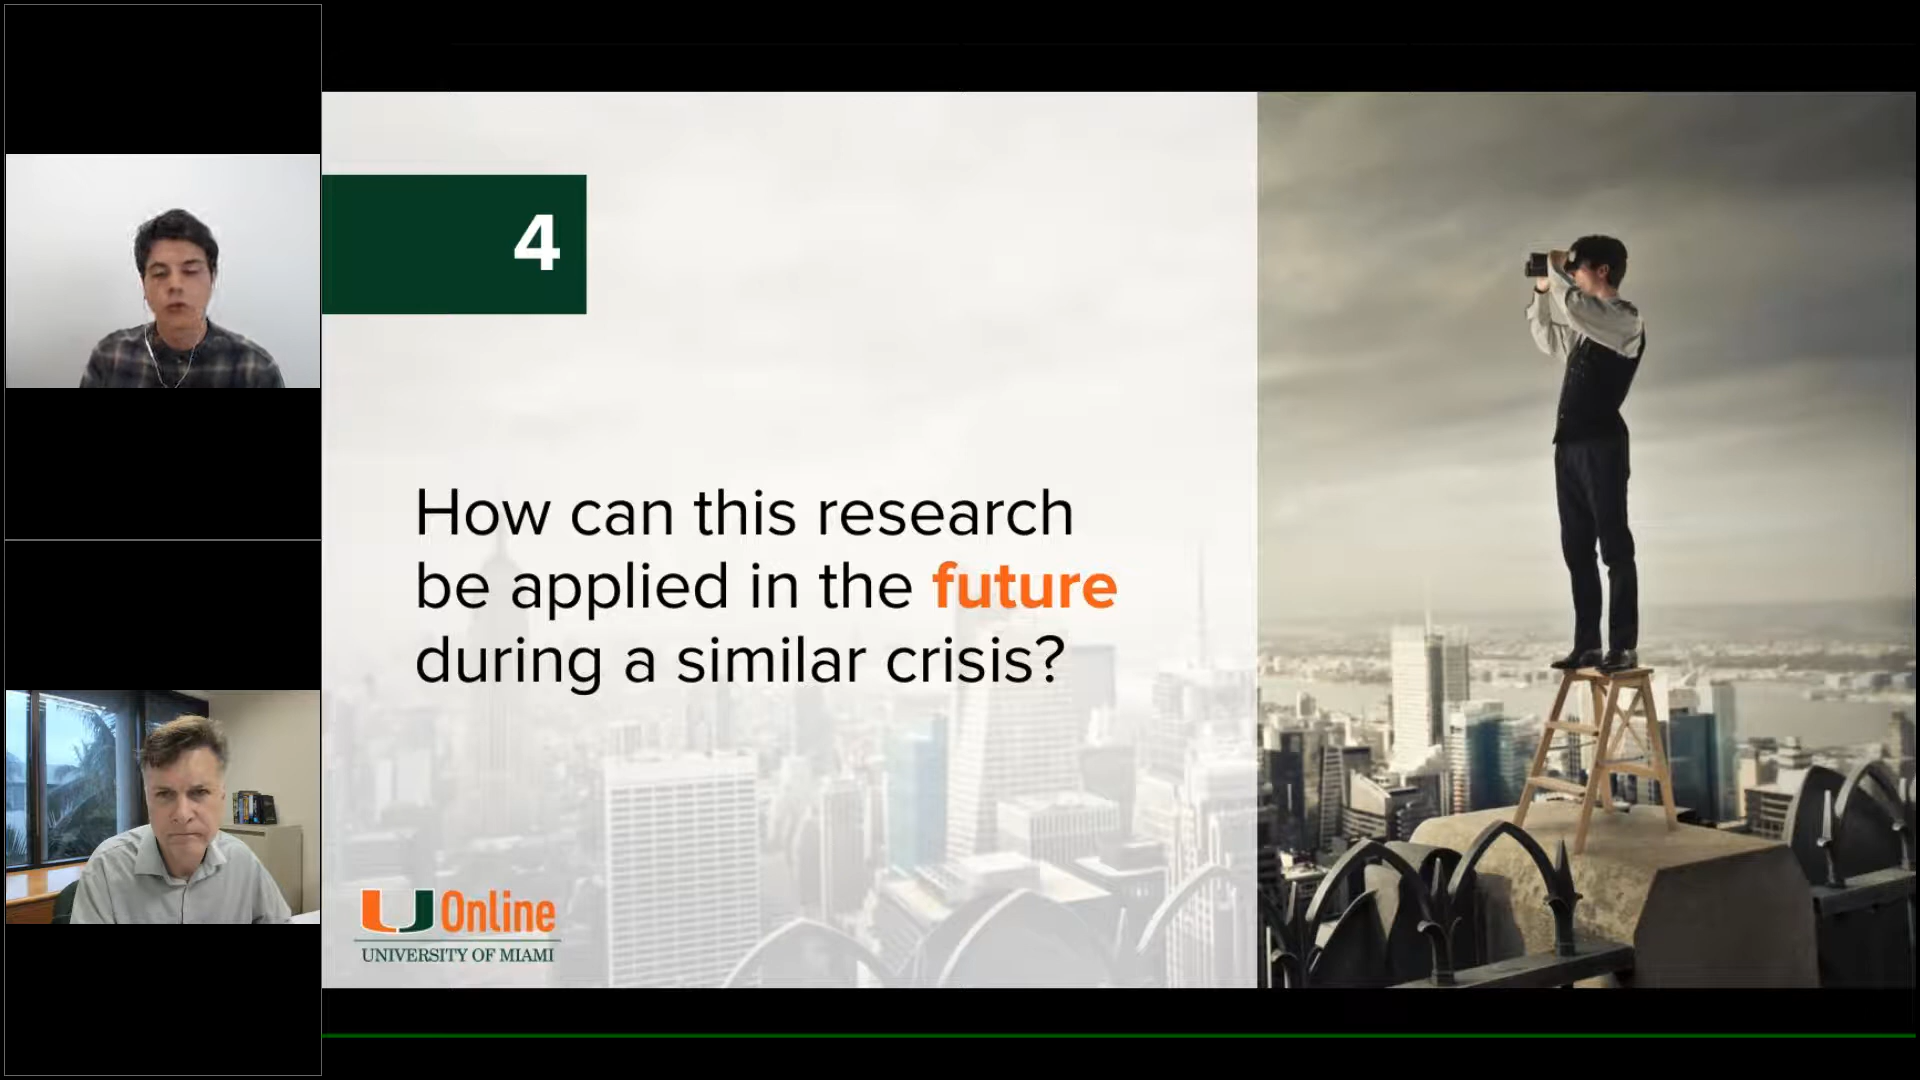 4
How can this research
be applied in the future
during a similar crisis?
U Online
UNIVERSITY OF MIAMI